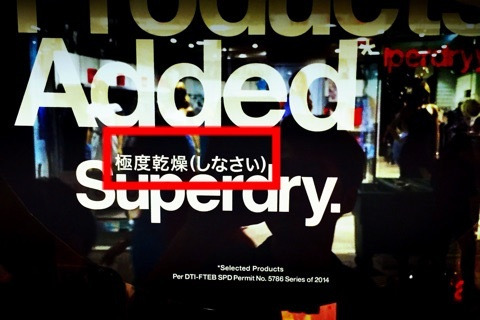 Products
Added
*
perdry
極度乾燥(しなさい)
Superdry.
*Selected Products
Per DTI-FTEB SPD Permit No. 5786 Series of 2014